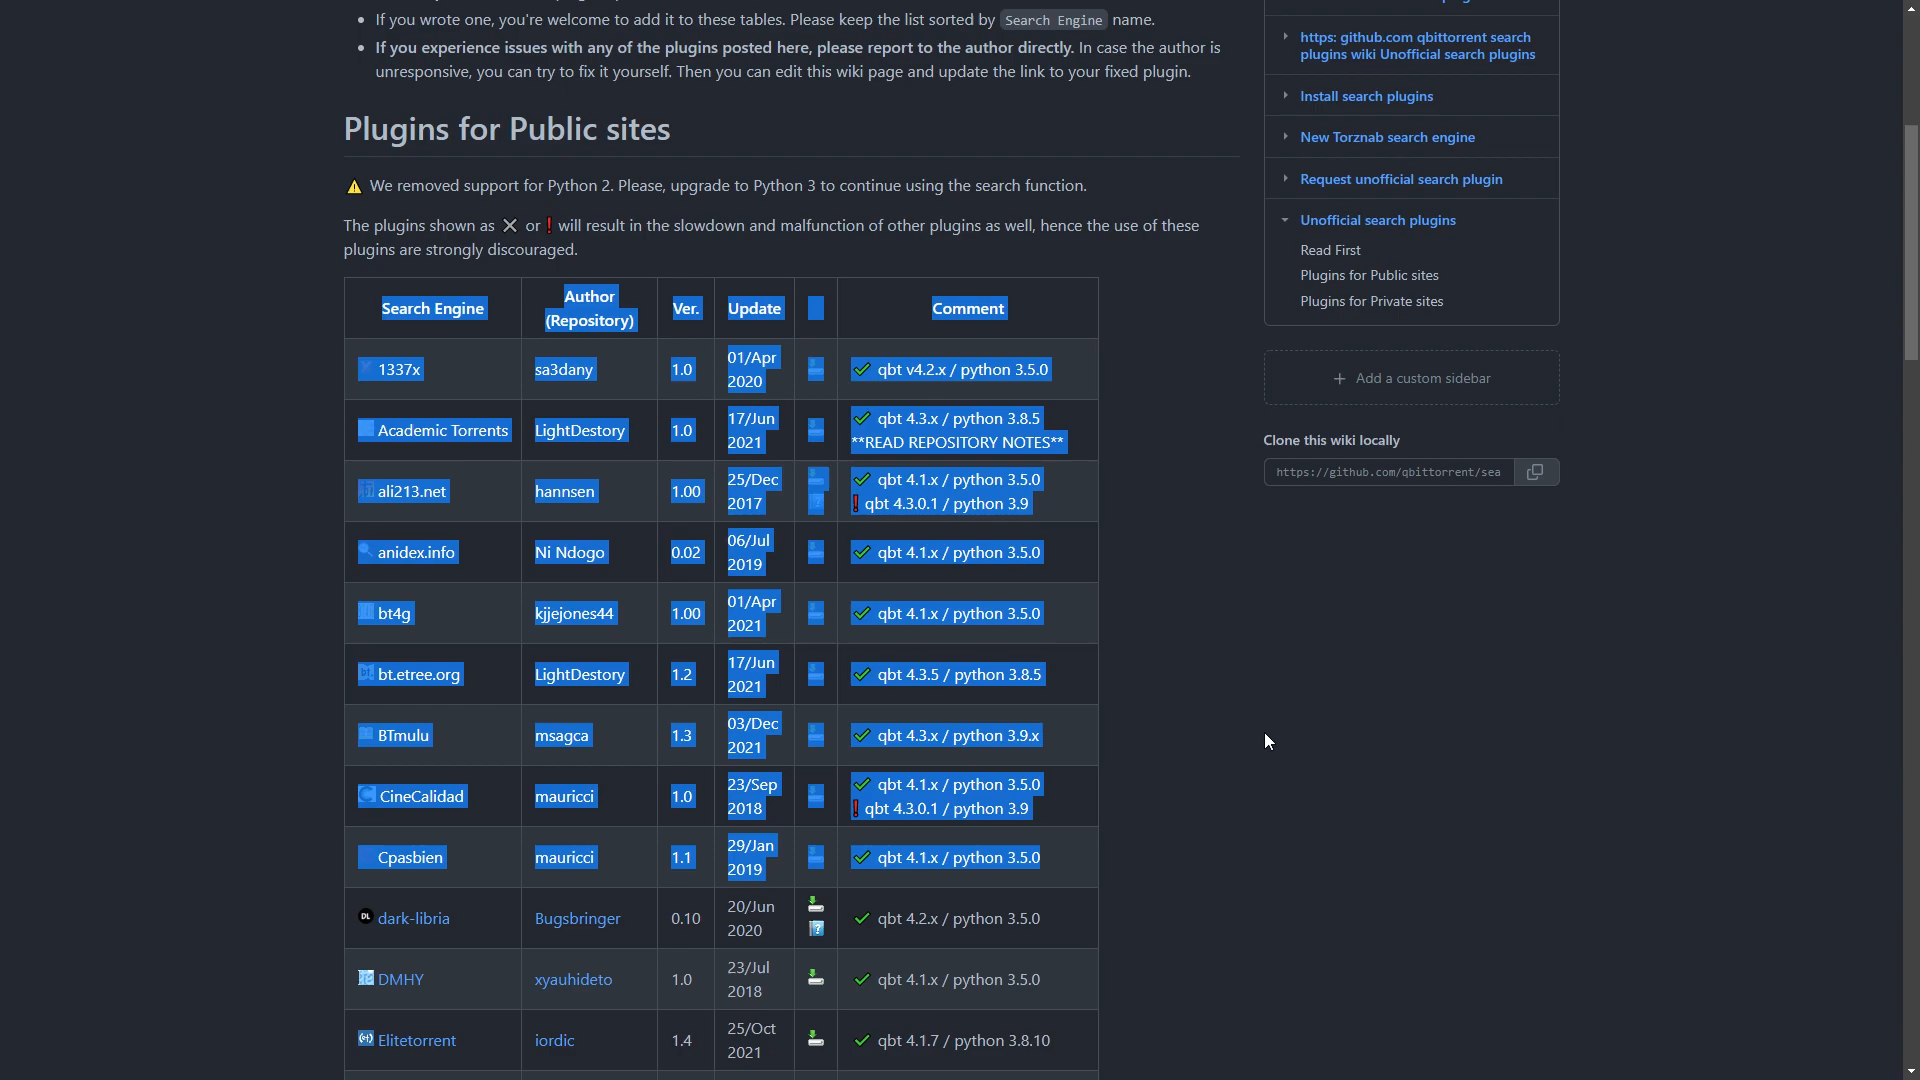 If you wrote one, you're welcome to add it to these tables. Please keep the list sorted by Search Engine name.
If you experience issues with any of the plugins posted here, please report to the author directly. In case the author is
unresponsive, you can try to fix it yourself. Then you can edit this wiki page and update the link to your fixed plugin.
Plugins for Public sites
We removed support for Python 2. Please, upgrade to Python 3 to continue using the search function.
The plugins shown as ✕ or ❗ will result in the slowdown and malfunction of other plugins as well, hence the use of these
plugins are strongly discouraged.
Search Engine Author (Repository) Ver. Update Comment
1337x sa3dany 1.0 01/Apr 2020 ✔ qbt v4.2.x / python 3.5.0
Academic Torrents LightDestory 1.0 17/Jun 2021 ✔ qbt 4.3.x / python 3.8.5
**READ REPOSITORY NOTES**
ali213.net hannsen 1.00 25/Dec 2017 ✔ qbt 4.1.x / python 3.5.0
❗ qbt 4.3.0.1 / python 3.9
anidex.info Ni Ndogo 0.02 06/Jul 2019 ✔ qbt 4.1.x / python 3.5.0
bt4g kjjejones44 1.00 01/Apr 2021 ✔ qbt 4.1.x / python 3.5.0
bt.etree.org LightDestory 1.2 17/Jun 2021 ✔ qbt 4.3.5 / python 3.8.5
BTmulu msagca 1.3 03/Dec 2021 ✔ qbt 4.3.x / python 3.9.x
CineCalidad mauricci 1.0 23/Sep 2018 ✔ qbt 4.1.x / python 3.5.0
❗ qbt 4.3.0.1 / python 3.9
Cpasbien mauricci 1.1 29/Jan 2019 ✔ qbt 4.1.x / python 3.5.0
DL dark-libria Bugsbringer 0.10 20/Jun 2020 ✔ qbt 4.2.x / python 3.5.0
DMHY xyauhideto 1.0 23/Jul 2018 ✔ qbt 4.1.x / python 3.5.0
Elitetorrent iordic 1.4 25/Oct 2021 ✔ qbt 4.1.7 / python 3.8.10
https: github.com qbittorrent search
plugins wiki Unofficial search plugins
Install search plugins
New Torznab search engine
Request unofficial search plugin
Unofficial search plugins
Read First
Plugins for Public sites
Plugins for Private sites
+ Add a custom sidebar
Clone this wiki locally
https://github.com/qbittorrent/sea